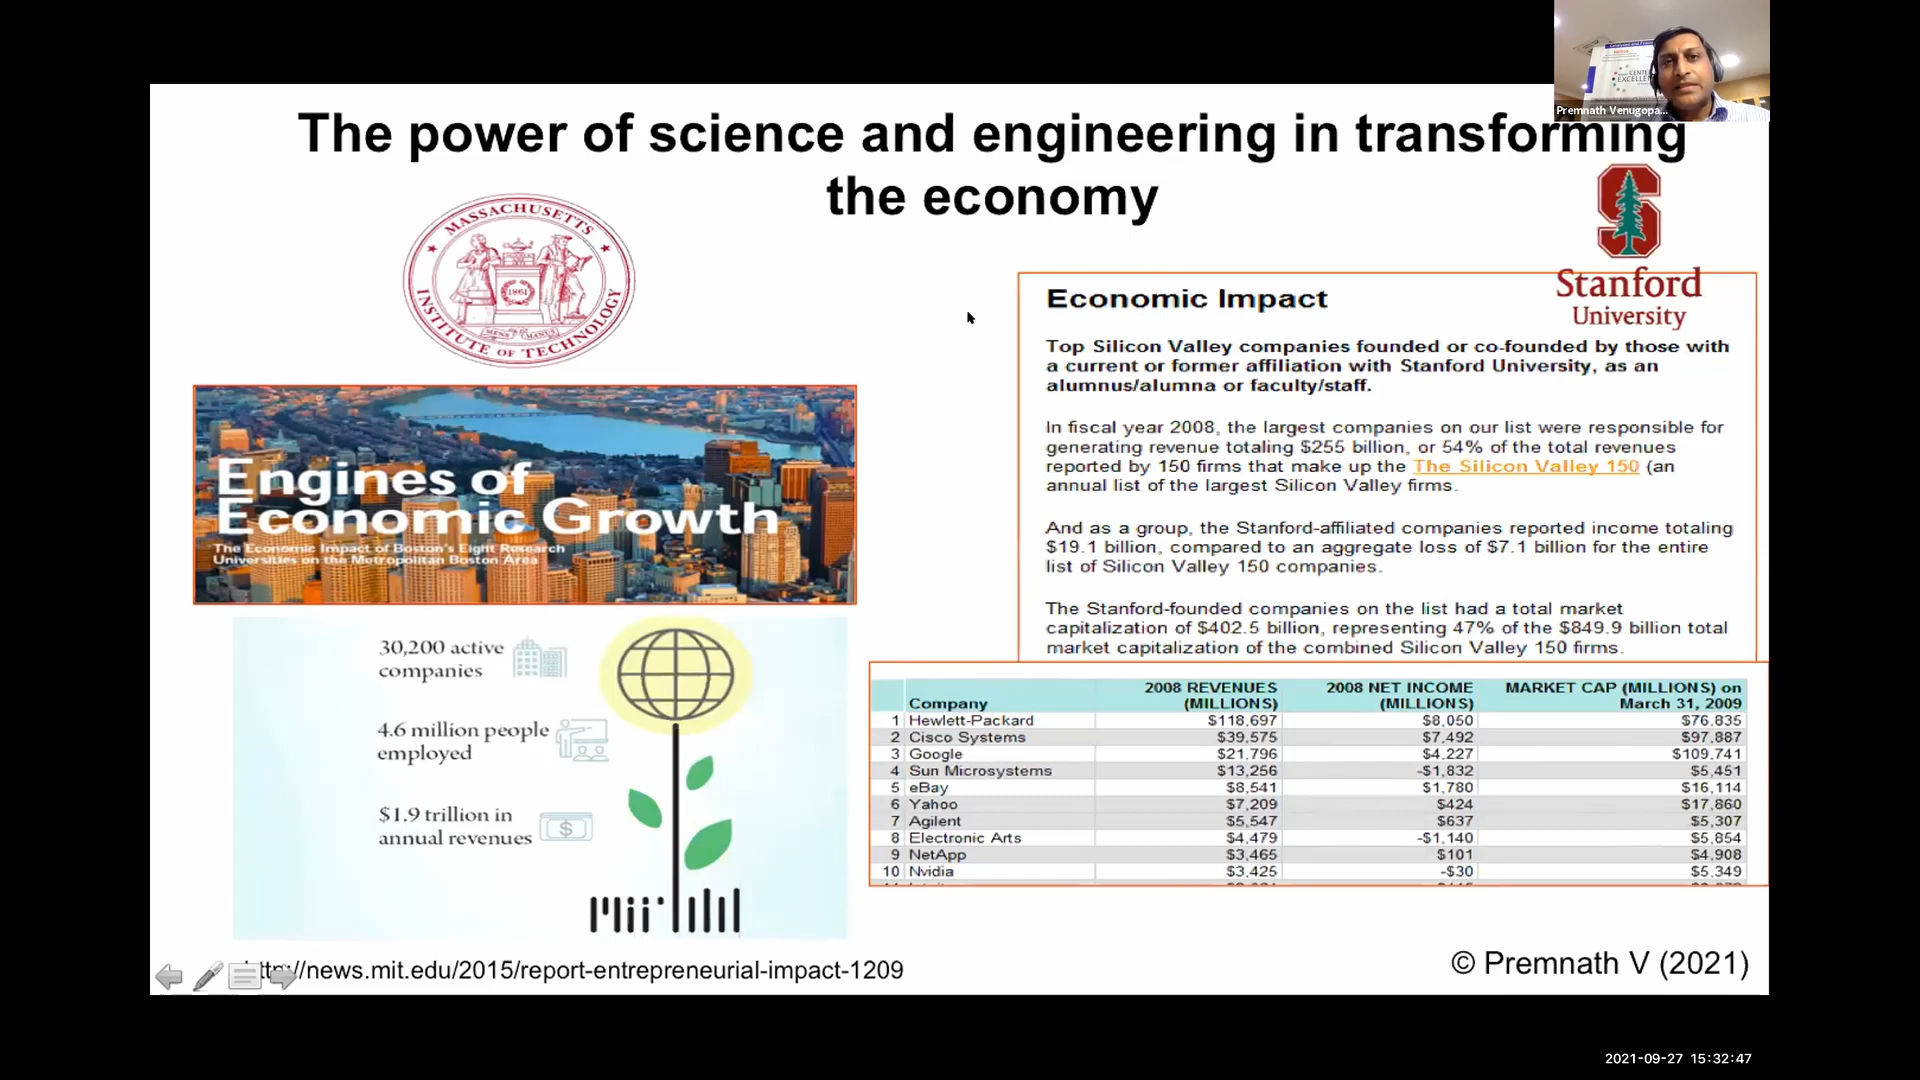 Premnath Venugopa...
The power of science and engineering in transforming
the economy
MASSACHUSETTS
INSTITUTE OF TECHNOLOGY
1861
MENS ET MANUS
Stanford
University
Engines of
Economic Growth
The Economic Impact of Boston's Eight Research
Universities on the Metropolitan Boston Area
30,200 active
companies
4.6 million people
employed
$1.9 trillion in
annual revenues
$
Economic Impact
Top Silicon Valley companies founded or co-founded by those with
a current or former affiliation with Stanford University, as an
alumnus/alumna or faculty/staff.
In fiscal year 2008, the largest companies on our list were responsible for
generating revenue totaling $255 billion, or 54% of the total revenues
reported by 150 firms that make up the The Silicon Valley 150 (an
annual list of the largest Silicon Valley firms.
And as a group, the Stanford-affiliated companies reported income totaling
$19.1 billion, compared to an aggregate loss of $7.1 billion for the entire
list of Silicon Valley 150 companies.
The Stanford-founded companies on the list had a total market
capitalization of $402.5 billion, representing 47% of the $849.9 billion total
market capitalization of the combined Silicon Valley 150 firms.
2008 REVENUES 2008 NET INCOME MARKET CAP (MILLIONS) on
Company (MILLIONS) (MILLIONS) March 31, 2009
1 Hewlett-Packard $118,697 $8,050 $76,835
2 Cisco Systems $39,575 $7,492 $97,887
3 Google $21,796 $4,227 $109,741
4 Sun Microsystems $13,256 -$1,832 $5,451
5 eBay $8,541 $1,780 $16,114
6 Yahoo $7,209 $424 $17,860
7 Agilent $5,547 $637 $5,307
8 Electronic Arts $4,479 -$1,140 $5,854
9 NetApp $3,465 $101 $4,908
10 Nvidia $3,425 -$30 $5,349
://news.mit.edu/2015/report-entrepreneurial-impact-1209
© Premnath V (2021)
2021-09-27 15:32:47